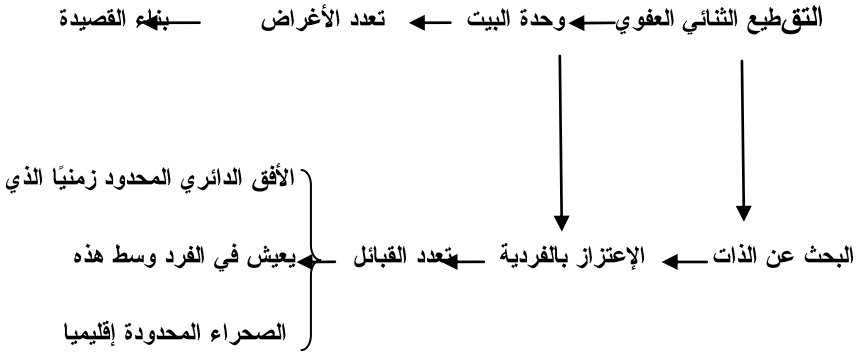 التقطيع الثنائي العفوي وحدة البيت تعدد الأغراض بناء القصيدة
الأفق الدائري المحدود زمنيًا الذي
البحث عن الذات الإعتزاز بالفردية تعدد القبائل يعيش في الفرد وسط هذه
الصحراء المحدودة إقليميا